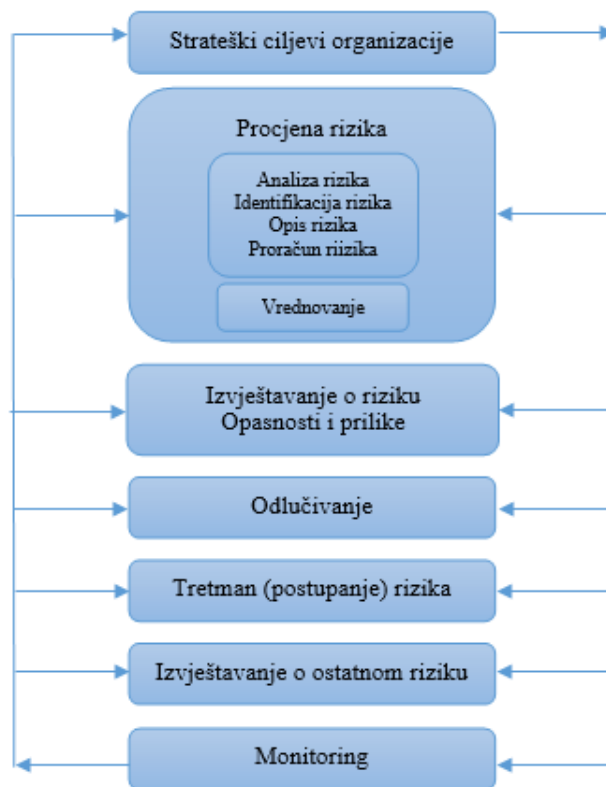 Strateški ciljevi organizacije
Procjena rizika
Analiza rizika
Identifikacija rizika
Opis rizika
Proračun riizika
Vrednovanje
Izvještavanje o riziku
Opasnosti i prilike
Odlučivanje
Tretman (postupanje) rizika
Izvještavanje o ostatnom riziku
Monitoring